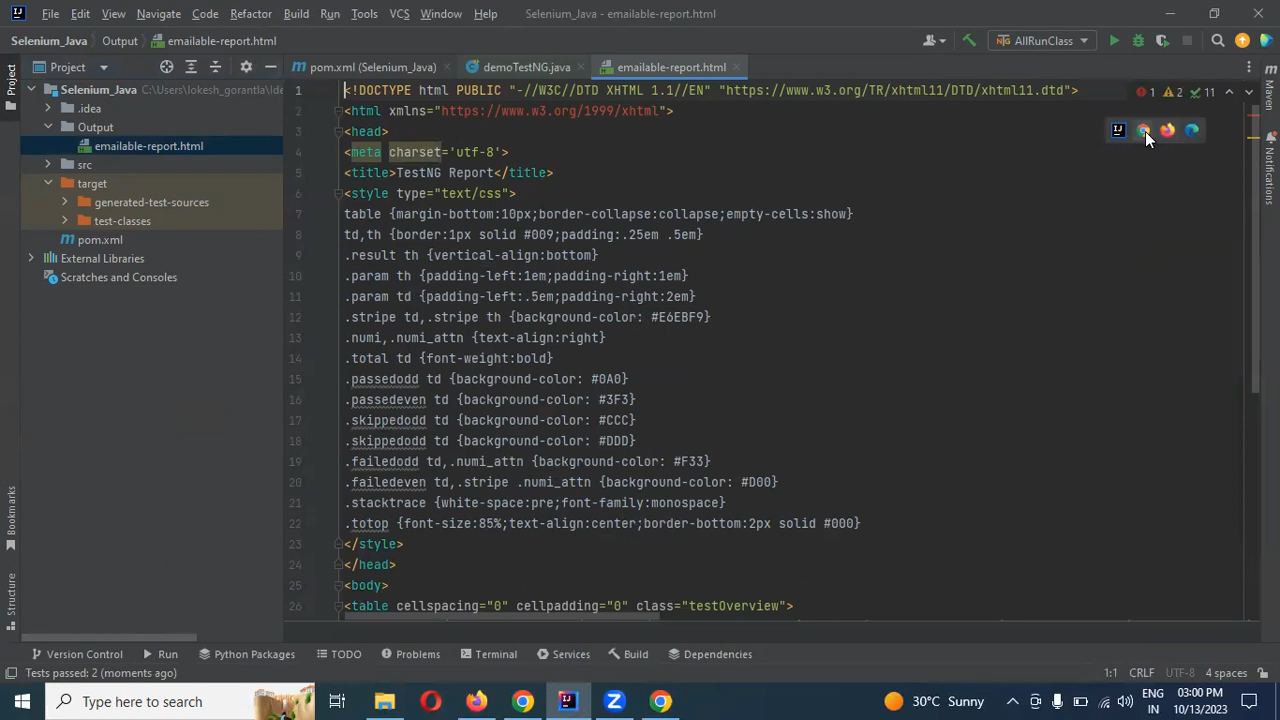 File Edit View Navigate Code Refactor Build Run Tools VCS Window Help Selenium_Java - emailable-report.html
Selenium_Java Output emailable-report.html AllRunClass
Project
Project
pom.xml (Selenium_Java) demoTestNG.java emailable-report.html
Selenium_Java C:\Users\lokesh_gorantla\Ide
.idea
Output
emailable-report.html
src
target
generated-test-sources
test-classes
pom.xml
External Libraries
Scratches and Consoles
1 <!DOCTYPE html PUBLIC "-//W3C//DTD XHTML 1.1//EN" "https://www.w3.org/TR/xhtml11/DTD/xhtml11.dtd">
2 <html xmlns="https://www.w3.org/1999/xhtml">
3 <head>
4 <meta charset='utf-8'>
5 <title>TestNG Report</title>
6 <style type="text/css">
7 table {margin-bottom:10px;border-collapse:collapse;empty-cells:show}
8 td,th {border:1px solid #009;padding:.25em .5em}
9 .result th {vertical-align:bottom}
10 .param th {padding-left:1em;padding-right:1em}
11 .param td {padding-left:.5em;padding-right:2em}
12 .stripe td,.stripe th {background-color: #E6EBF9}
13 .numi,.numi_attn {text-align:right}
14 .total td {font-weight:bold}
15 .passedodd td {background-color: #0A0}
16 .passedeven td {background-color: #3F3}
17 .skippedodd td {background-color: #CCC}
18 .skippedodd td {background-color: #DDD}
19 .failedodd td,.numi_attn {background-color: #F33}
20 .failedeven td,.stripe .numi_attn {background-color: #D00}
21 .stacktrace {white-space:pre;font-family:monospace}
22 .totop {font-size:85%;text-align:center;border-bottom:2px solid #000}
23 </style>
24 </head>
25 <body>
26 <table cellspacing="0" cellpadding="0" class="testOverview">
1 2 11
Maven
Notifications
Bookmarks
Structure
Version Control Run Python Packages TODO Problems Terminal Services Build Dependencies
Tests passed: 2 (moments ago) 1:1 CRLF UTF-8 4 spaces
Type here to search 30°C Sunny
ENG
IN
03:00 PM
10/13/2023